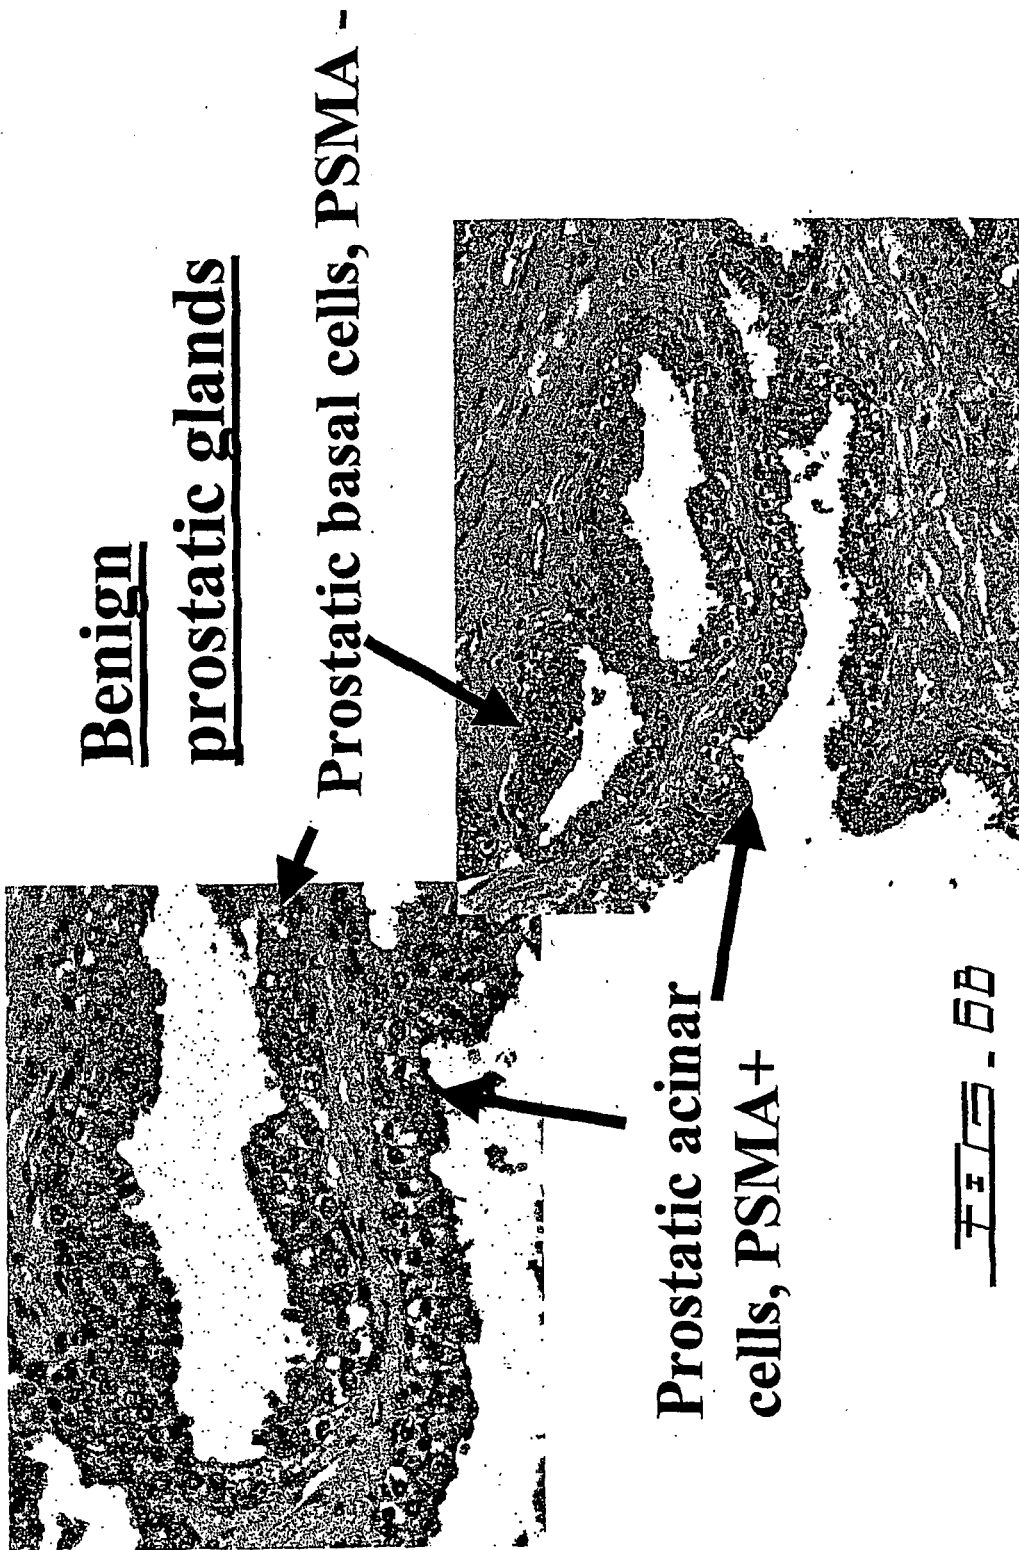 Benign
prostatic glands
Prostatic basal cells, PSMA -
Prostatic acinar
cells, PSMA+
FIG - 6B